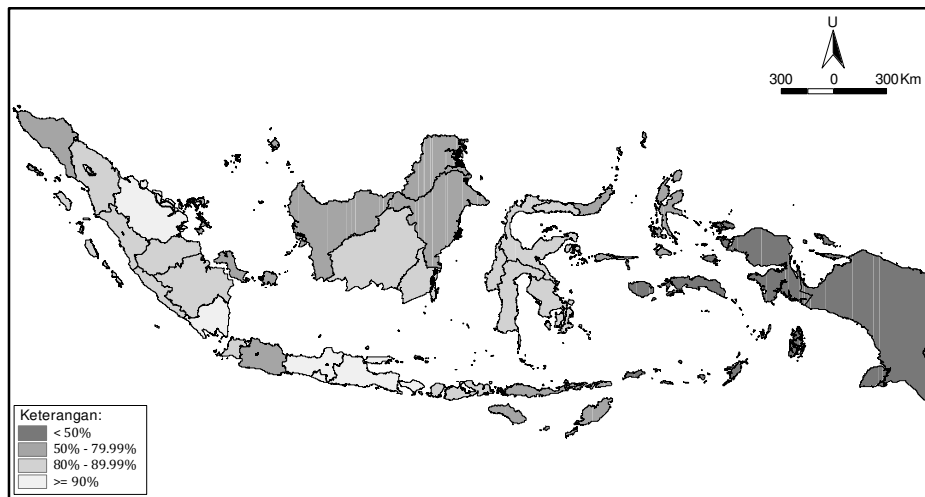 U
300 0 300 Km
Keterangan:
< 50%
50% - 79.99%
80% - 89.99%
>= 90%